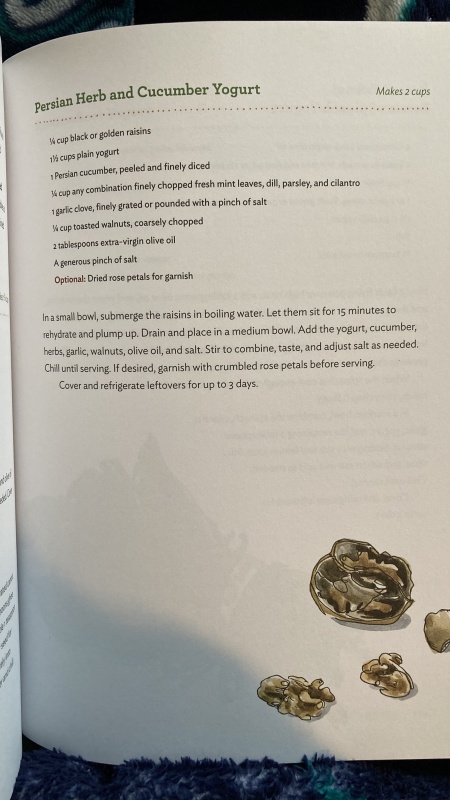 Persian Herb and Cucumber Yogurt
Makes 2 cups
¼ cup black or golden raisins
1½ cups plain yogurt
1 Persian cucumber, peeled and finely diced
¼ cup any combination finely chopped fresh mint leaves, dill, parsley, and cilantro
1 garlic clove, finely grated or pounded with a pinch of salt
¼ cup toasted walnuts, coarsely chopped
2 tablespoons extra-virgin olive oil
A generous pinch of salt
Optional: Dried rose petals for garnish
In a small bowl, submerge the raisins in boiling water. Let them sit for 15 minutes to
rehydrate and plump up. Drain and place in a medium bowl. Add the yogurt, cucumber,
herbs, garlic, walnuts, olive oil, and salt. Stir to combine, taste, and adjust salt as needed.
Chill until serving. If desired, garnish with crumbled rose petals before serving.
Cover and refrigerate leftovers for up to 3 days.